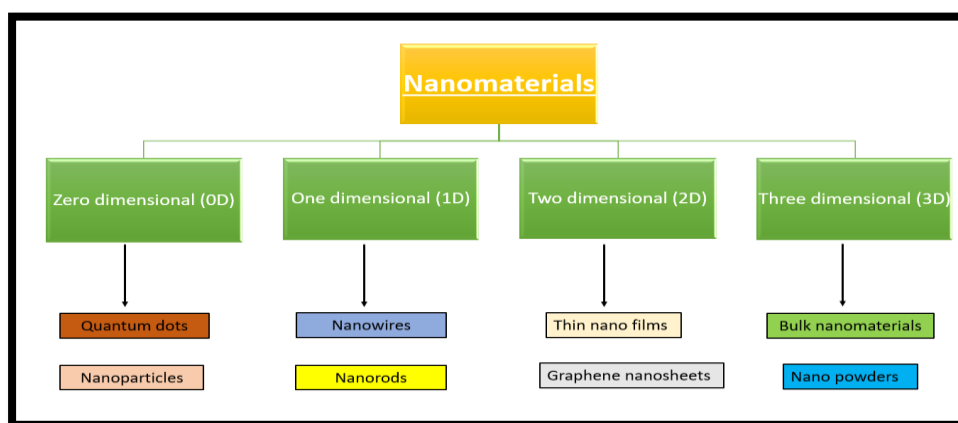 Nanomaterials
Zero dimensional (0D)
One dimensional (1D)
Two dimensional (2D)
Three dimensional (3D)
Quantum dots
Nanowires
Thin nano films
Bulk nanomaterials
Nanoparticles
Nanorods
Graphene nanosheets
Nano powders